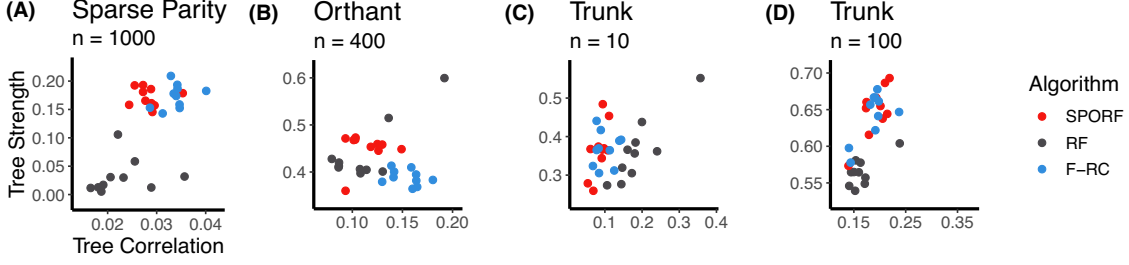 (A) Sparse Parity
n = 1000
(B) Orthant
n = 400
(C) Trunk
n = 10
(D) Trunk
n = 100
Tree Strength
0.20
0.15
0.10
0.05
0.00
0.02 0.03 0.04
Tree Correlation
0.6
0.5
0.4
0.10 0.15 0.20
0.5
0.4
0.3
0.1 0.2 0.3 0.4
0.70
0.65
0.60
0.55
0.15 0.25 0.35
Algorithm
SPORF
RF
F-RC